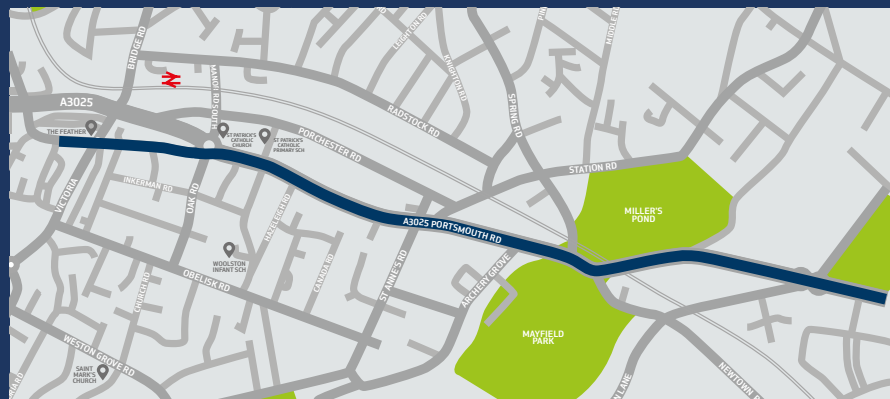 BRIDGE RD
LEIGHTON RD
KNIGHTON RD
MIDDLE RD
MANOR RD SOUTH
A3025
RADSTOCK RD
SPRING RD
THE FEATHER
ST PATRICK'S
CATHOLIC
CHURCH
ST PATRICK'S
CATHOLIC
PRIMARY SCH
PORCHESTER RD
STATION RD
VICTORIA
INKERMAN RD
OAK RD
HAZELEIGH RD
MILLER'S
POND
A3025 PORTSMOUTH RD
WOOLSTON
INFANT SCH
OBELISK RD
CHURCH RD
CANADA RD
ST ANNE'S RD
ARCHERY GROVE
MAYFIELD
PARK
WESTON GROVE RD
SAINT
MARK'S
CHURCH
N LANE
NEWTOWN R